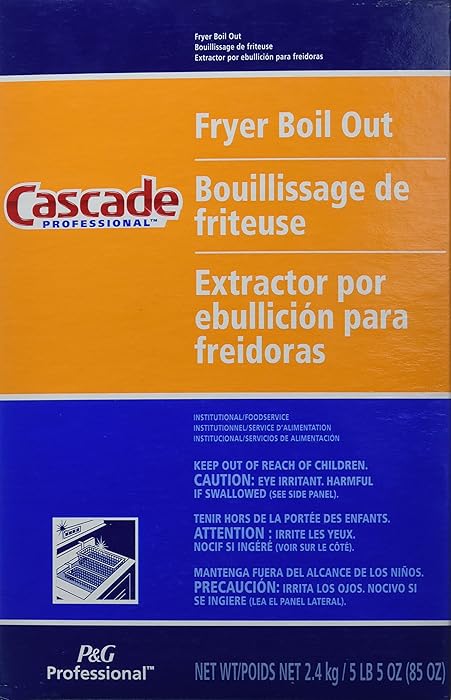 Fryer Boil Out
Bouillissage de friteuse
Extractor por ebullición para freidoras
Fryer Boil Out
Cascade
PROFESSIONAL™
Bouillissage de
friteuse
Extractor por
ebullición para
freidoras
INSTITUTIONAL/FOODSERVICE
INSTITUTIONNEL/SERVICE D'ALIMENTATION
INSTITUCIONAL/SERVICIOS DE ALIMENTACIÓN
KEEP OUT OF REACH OF CHILDREN.
CAUTION: EYE IRRITANT. HARMFUL
IF SWALLOWED (SEE SIDE PANEL).
TENIR HORS DE LA PORTÉE DES ENFANTS.
ATTENTION : IRRITE LES YEUX.
NOCIF SI INGÉRÉ (VOIR SUR LE CÔTÉ).
MANTENGA FUERA DEL ALCANCE DE LOS NIÑOS.
PRECAUCIÓN: IRRITA LOS OJOS. NOCIVO SI
SE INGIERE (LEA EL PANEL LATERAL).
P&G
Professional™
NET WT/POIDS NET 2.4 kg / 5 LB 5 OZ (85 OZ)